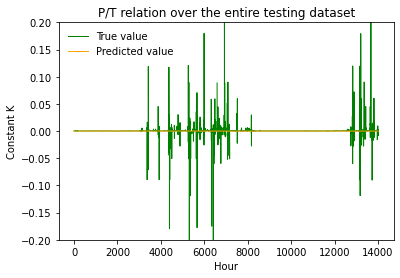 P/T relation over the entire testing dataset
True value
Predicted value
Constant K
0.20
0.15
0.10
0.05
0.00
−0.05
−0.10
−0.15
−0.20
0 2000 4000 6000 8000 10000 12000 14000
Hour